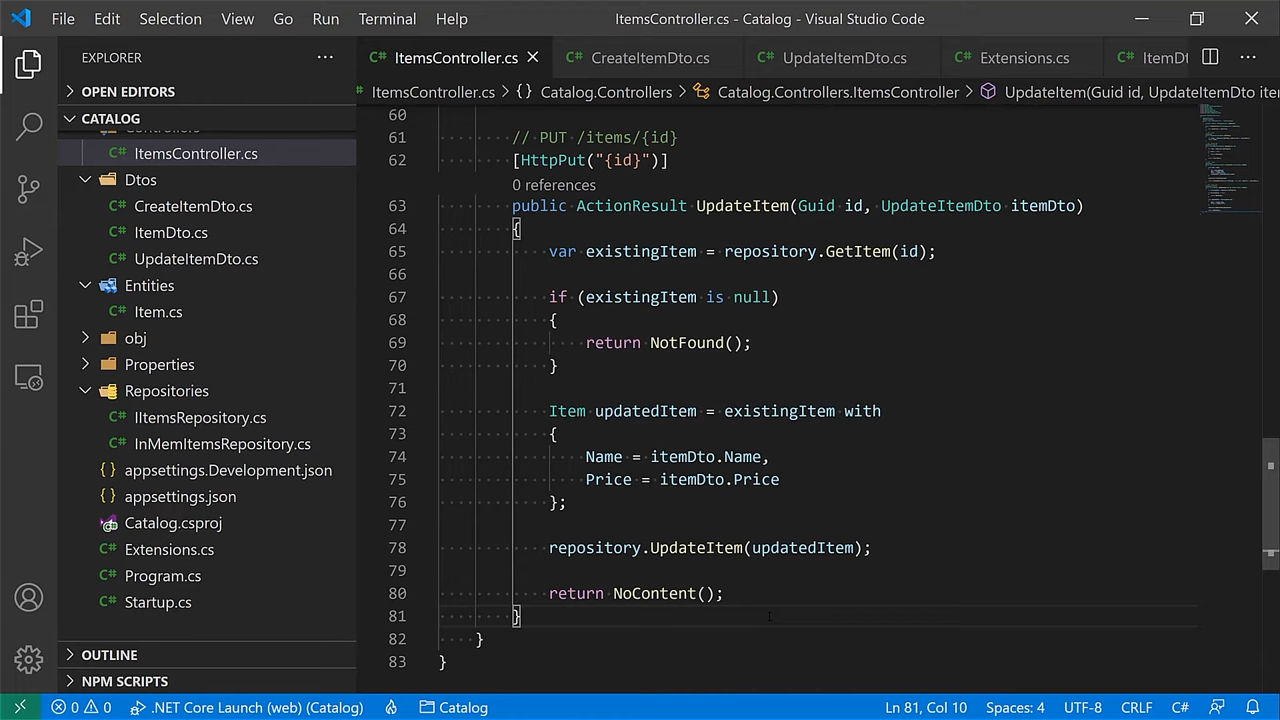 File Edit Selection View Go Run Terminal Help ItemsController.cs - Catalog - Visual Studio Code
EXPLORER
OPEN EDITORS
CATALOG
Controllers
C# ItemsController.cs
Dtos
C# CreateItemDto.cs
C# ItemDto.cs
C# UpdateItemDto.cs
Entities
C# Item.cs
obj
Properties
Repositories
C# IItemsRepository.cs
C# InMemItemsRepository.cs
{} appsettings.Development.json
{} appsettings.json
Catalog.csproj
C# Extensions.cs
C# Program.cs
C# Startup.cs
OUTLINE
NPM SCRIPTS
C# ItemsController.cs C# CreateItemDto.cs C# UpdateItemDto.cs C# Extensions.cs C# ItemDt
ItemsController.cs > {} Catalog.Controllers > Catalog.Controllers.ItemsController > UpdateItem(Guid id, UpdateItemDto ite
60
61 // PUT /items/{id}
62 [HttpPut("{id}")]
0 references
63 public ActionResult UpdateItem(Guid id, UpdateItemDto itemDto)
64 {
65 var existingItem = repository.GetItem(id);
66
67 if (existingItem is null)
68 {
69 return NotFound();
70 }
71
72 Item updatedItem = existingItem with
73 {
74 Name = itemDto.Name,
75 Price = itemDto.Price
76 };
77
78 repository.UpdateItem(updatedItem);
79
80 return NoContent();
81 }
82 }
83 }
0 0 .NET Core Launch (web) (Catalog) Catalog Ln 81, Col 10 Spaces: 4 UTF-8 CRLF C#